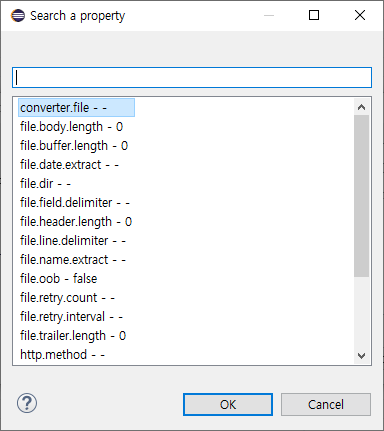 Search a property
converter.file - -
file.body.length - 0
file.buffer.length - 0
file.date.extract - -
file.dir - -
file.field.delimiter - -
file.header.length - 0
file.line.delimiter - -
file.name.extract - -
file.oob - false
file.retry.count - -
file.retry.interval - -
file.trailer.length - 0
http.method - -
?
OK
Cancel